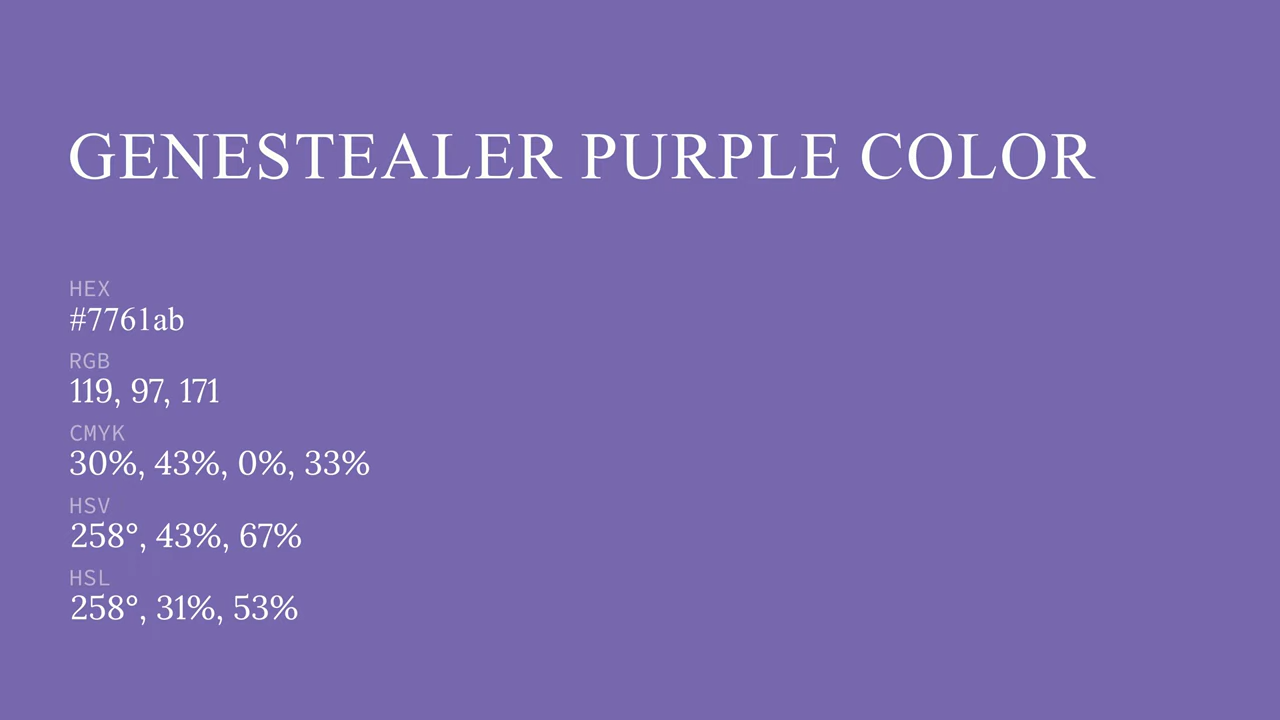 GENESTEALER PURPLE COLOR
HEX
#7761ab
RGB
119, 97, 171
CMYK
30%, 43%, 0%, 33%
HSV
258°, 43%, 67%
HSL
258°, 31%, 53%